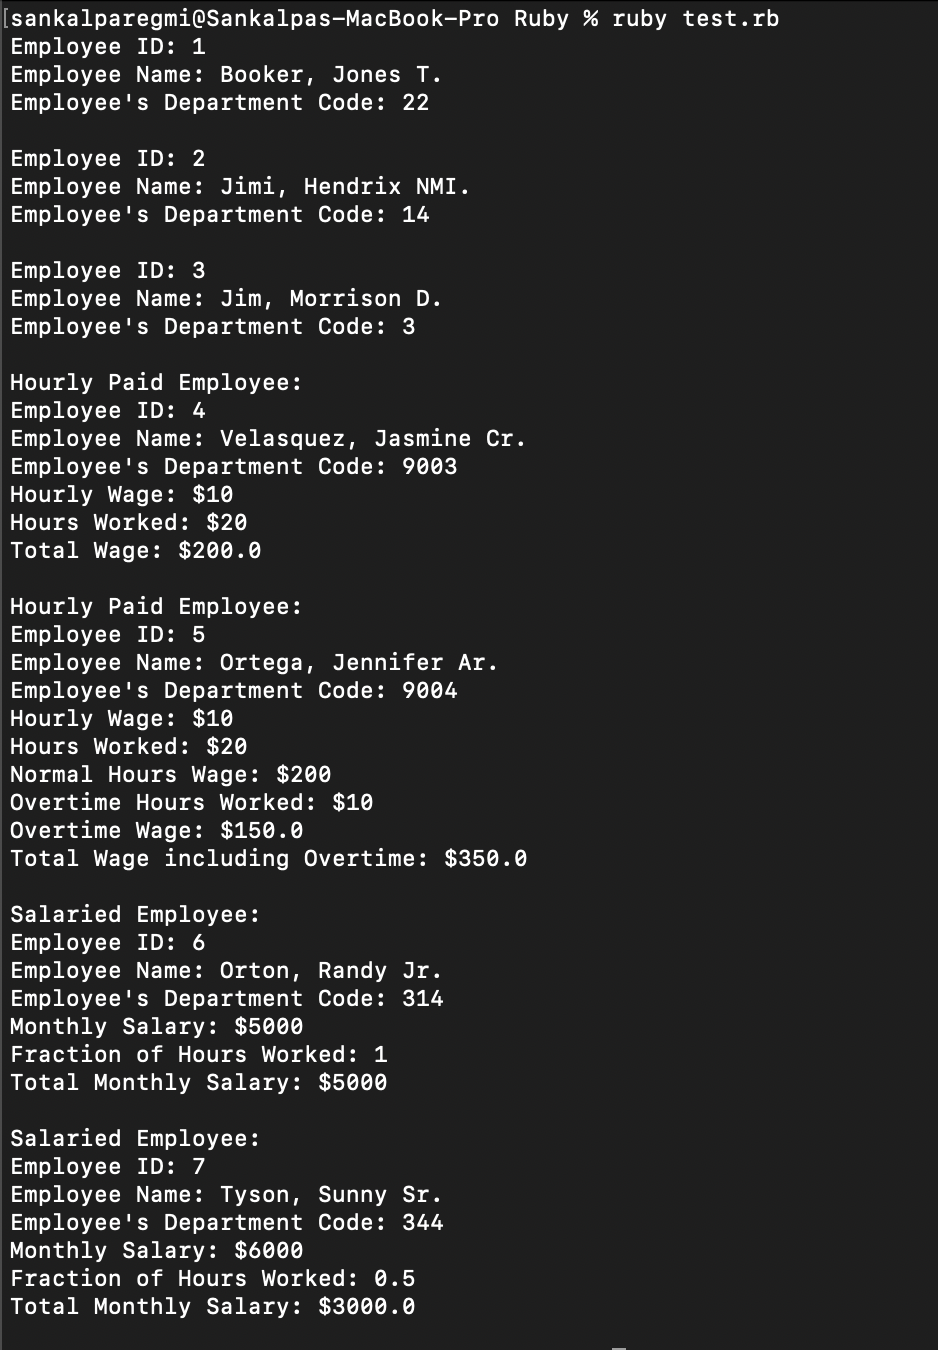 [sankalparegmi@Sankalpas-MacBook-Pro Ruby % ruby test.rb
Employee ID: 1
Employee Name: Booker, Jones T.
Employee's Department Code: 22

Employee ID: 2
Employee Name: Jimi, Hendrix NMI.
Employee's Department Code: 14

Employee ID: 3
Employee Name: Jim, Morrison D.
Employee's Department Code: 3

Hourly Paid Employee:
Employee ID: 4
Employee Name: Velasquez, Jasmine Cr.
Employee's Department Code: 9003
Hourly Wage: $10
Hours Worked: $20
Total Wage: $200.0

Hourly Paid Employee:
Employee ID: 5
Employee Name: Ortega, Jennifer Ar.
Employee's Department Code: 9004
Hourly Wage: $10
Hours Worked: $20
Normal Hours Wage: $200
Overtime Hours Worked: $10
Overtime Wage: $150.0
Total Wage including Overtime: $350.0

Salaried Employee:
Employee ID: 6
Employee Name: Orton, Randy Jr.
Employee's Department Code: 314
Monthly Salary: $5000
Fraction of Hours Worked: 1
Total Monthly Salary: $5000

Salaried Employee:
Employee ID: 7
Employee Name: Tyson, Sunny Sr.
Employee's Department Code: 344
Monthly Salary: $6000
Fraction of Hours Worked: 0.5
Total Monthly Salary: $3000.0